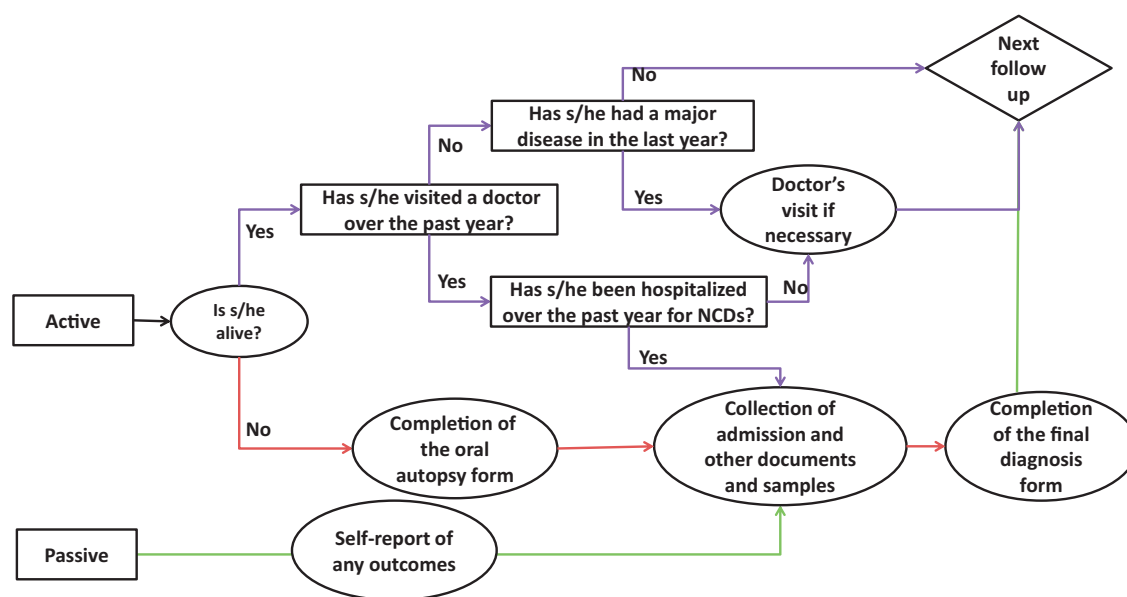 Next
follow
up
No
Has s/he had a major
disease in the last year?
No
Yes
Doctor's
visit if
necessary
Has s/he visited a doctor
over the past year?
Yes
Yes
Has s/he been hospitalized
over the past year for NCDs?
No
Active
Is s/he
alive?
Yes
No
Completion of
the oral
autopsy form
Collection of
admission and
other documents
and samples
Completion
of the final
diagnosis
form
Passive
Self-report of
any outcomes